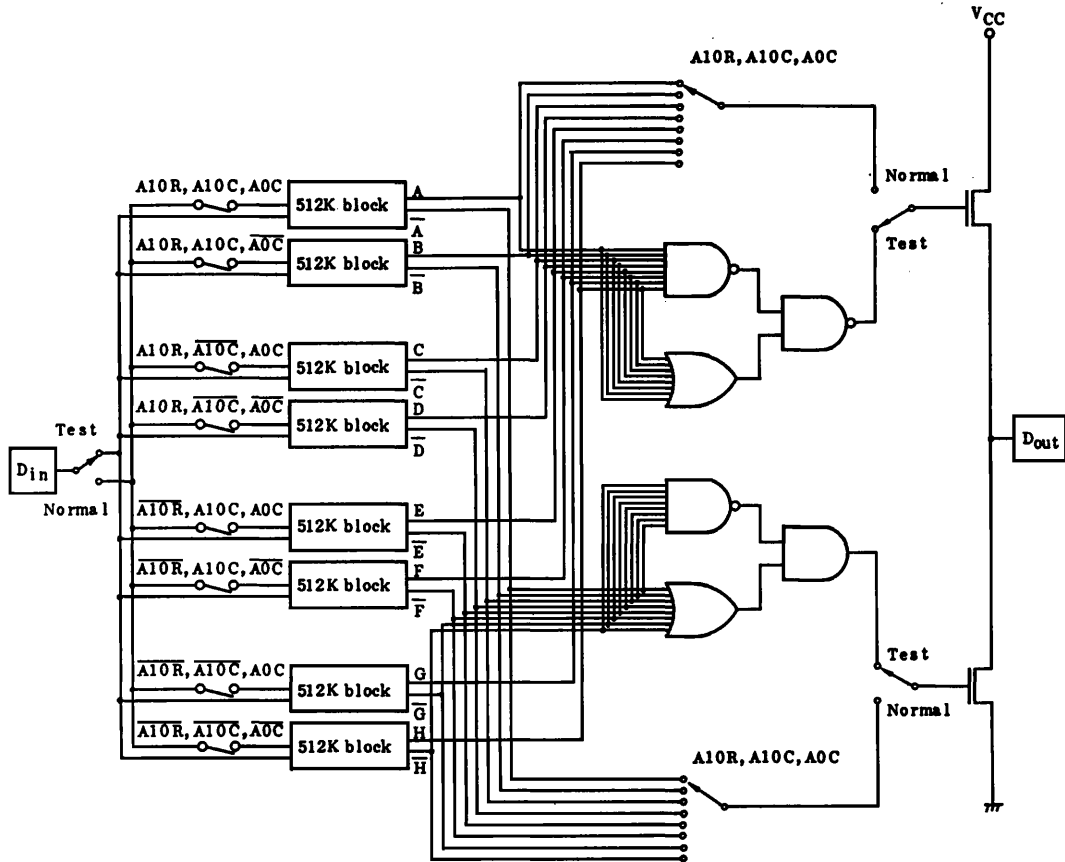 V_CC
A10R, A10C, A0C
Normal
Test
A10R, A10C, A0C
512K block
A
A̅
A10R, A10C, A̅0̅C̅
512K block
B
B̅
A10R, A̅1̅0̅C̅, A0C
512K block
C
C̅
A10R, A̅1̅0̅C̅, A̅0̅C̅
512K block
D
D̅
Test
D_in
Normal
D_out
A̅1̅0̅R̅, A10C, A0C
512K block
E
E̅
A̅1̅0̅R̅, A10C, A̅0̅C̅
512K block
F
F̅
A̅1̅0̅R̅, A̅1̅0̅C̅, A0C
512K block
G
G̅
A̅1̅0̅R̅, A̅1̅0̅C̅, A̅0̅C̅
512K block
H
H̅
Test
Normal
A10R, A10C, A0C